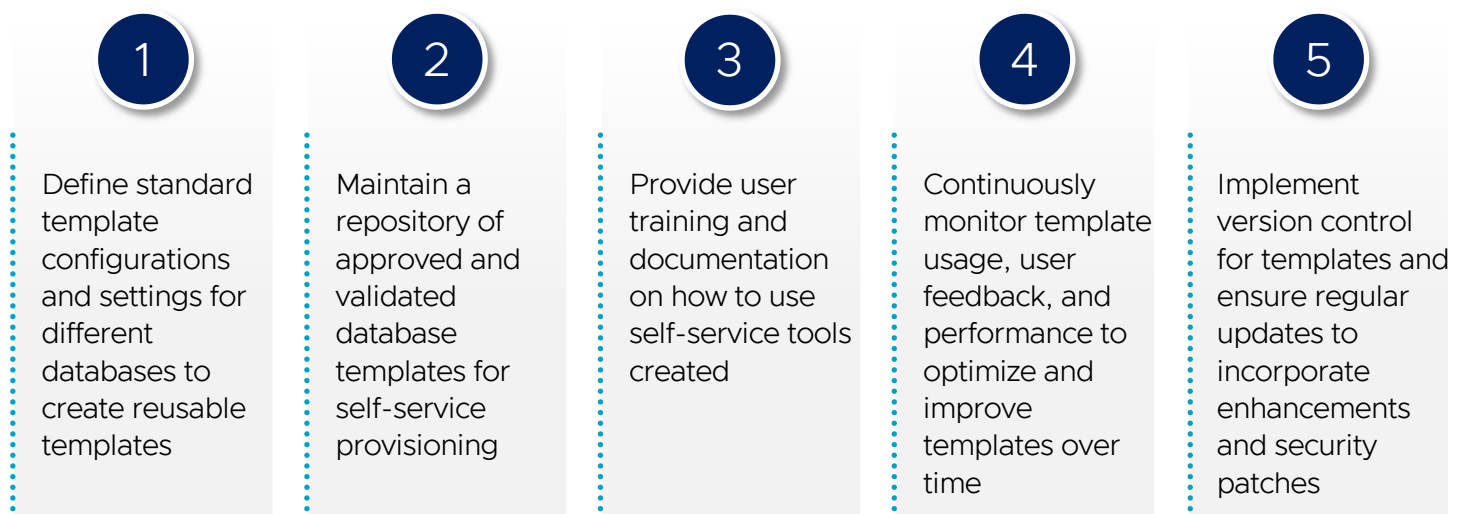 1
Define standard
template
configurations
and settings for
different
databases to
create reusable
templates
2
Maintain a
repository of
approved and
validated
database
templates for
self-service
provisioning
3
Provide user
training and
documentation
on how to use
self-service tools
created
4
Continuously
monitor template
usage, user
feedback, and
performance to
optimize and
improve
templates over
time
5
Implement
version control
for templates and
ensure regular
updates to
incorporate
enhancements
and security
patches